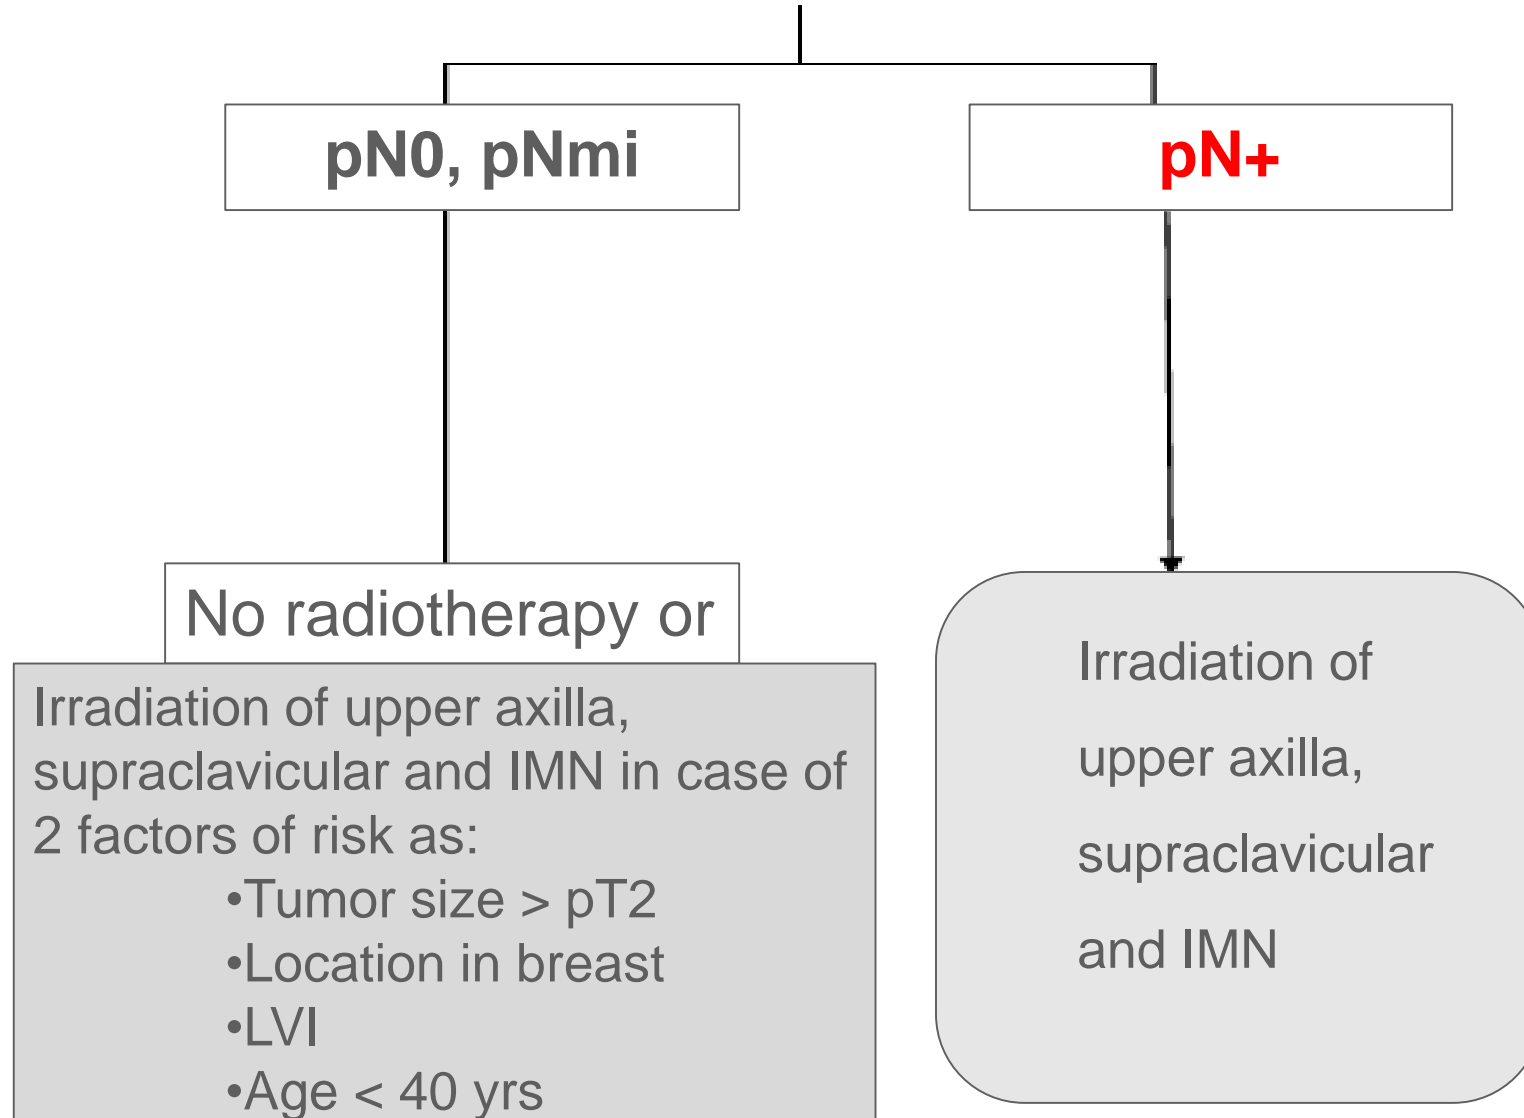 pN0, pNmi
pN+
No radiotherapy or
Irradiation of upper axilla,
supraclavicular and IMN in case of
2 factors of risk as:
•Tumor size > pT2
•Location in breast
•LVI
•Age < 40 yrs
Irradiation of
upper axilla,
supraclavicular
and IMN